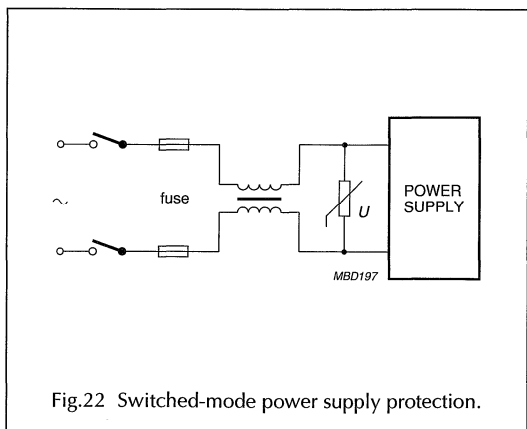 fuse
U
POWER
SUPPLY
MBD197
Fig.22 Switched-mode power supply protection.